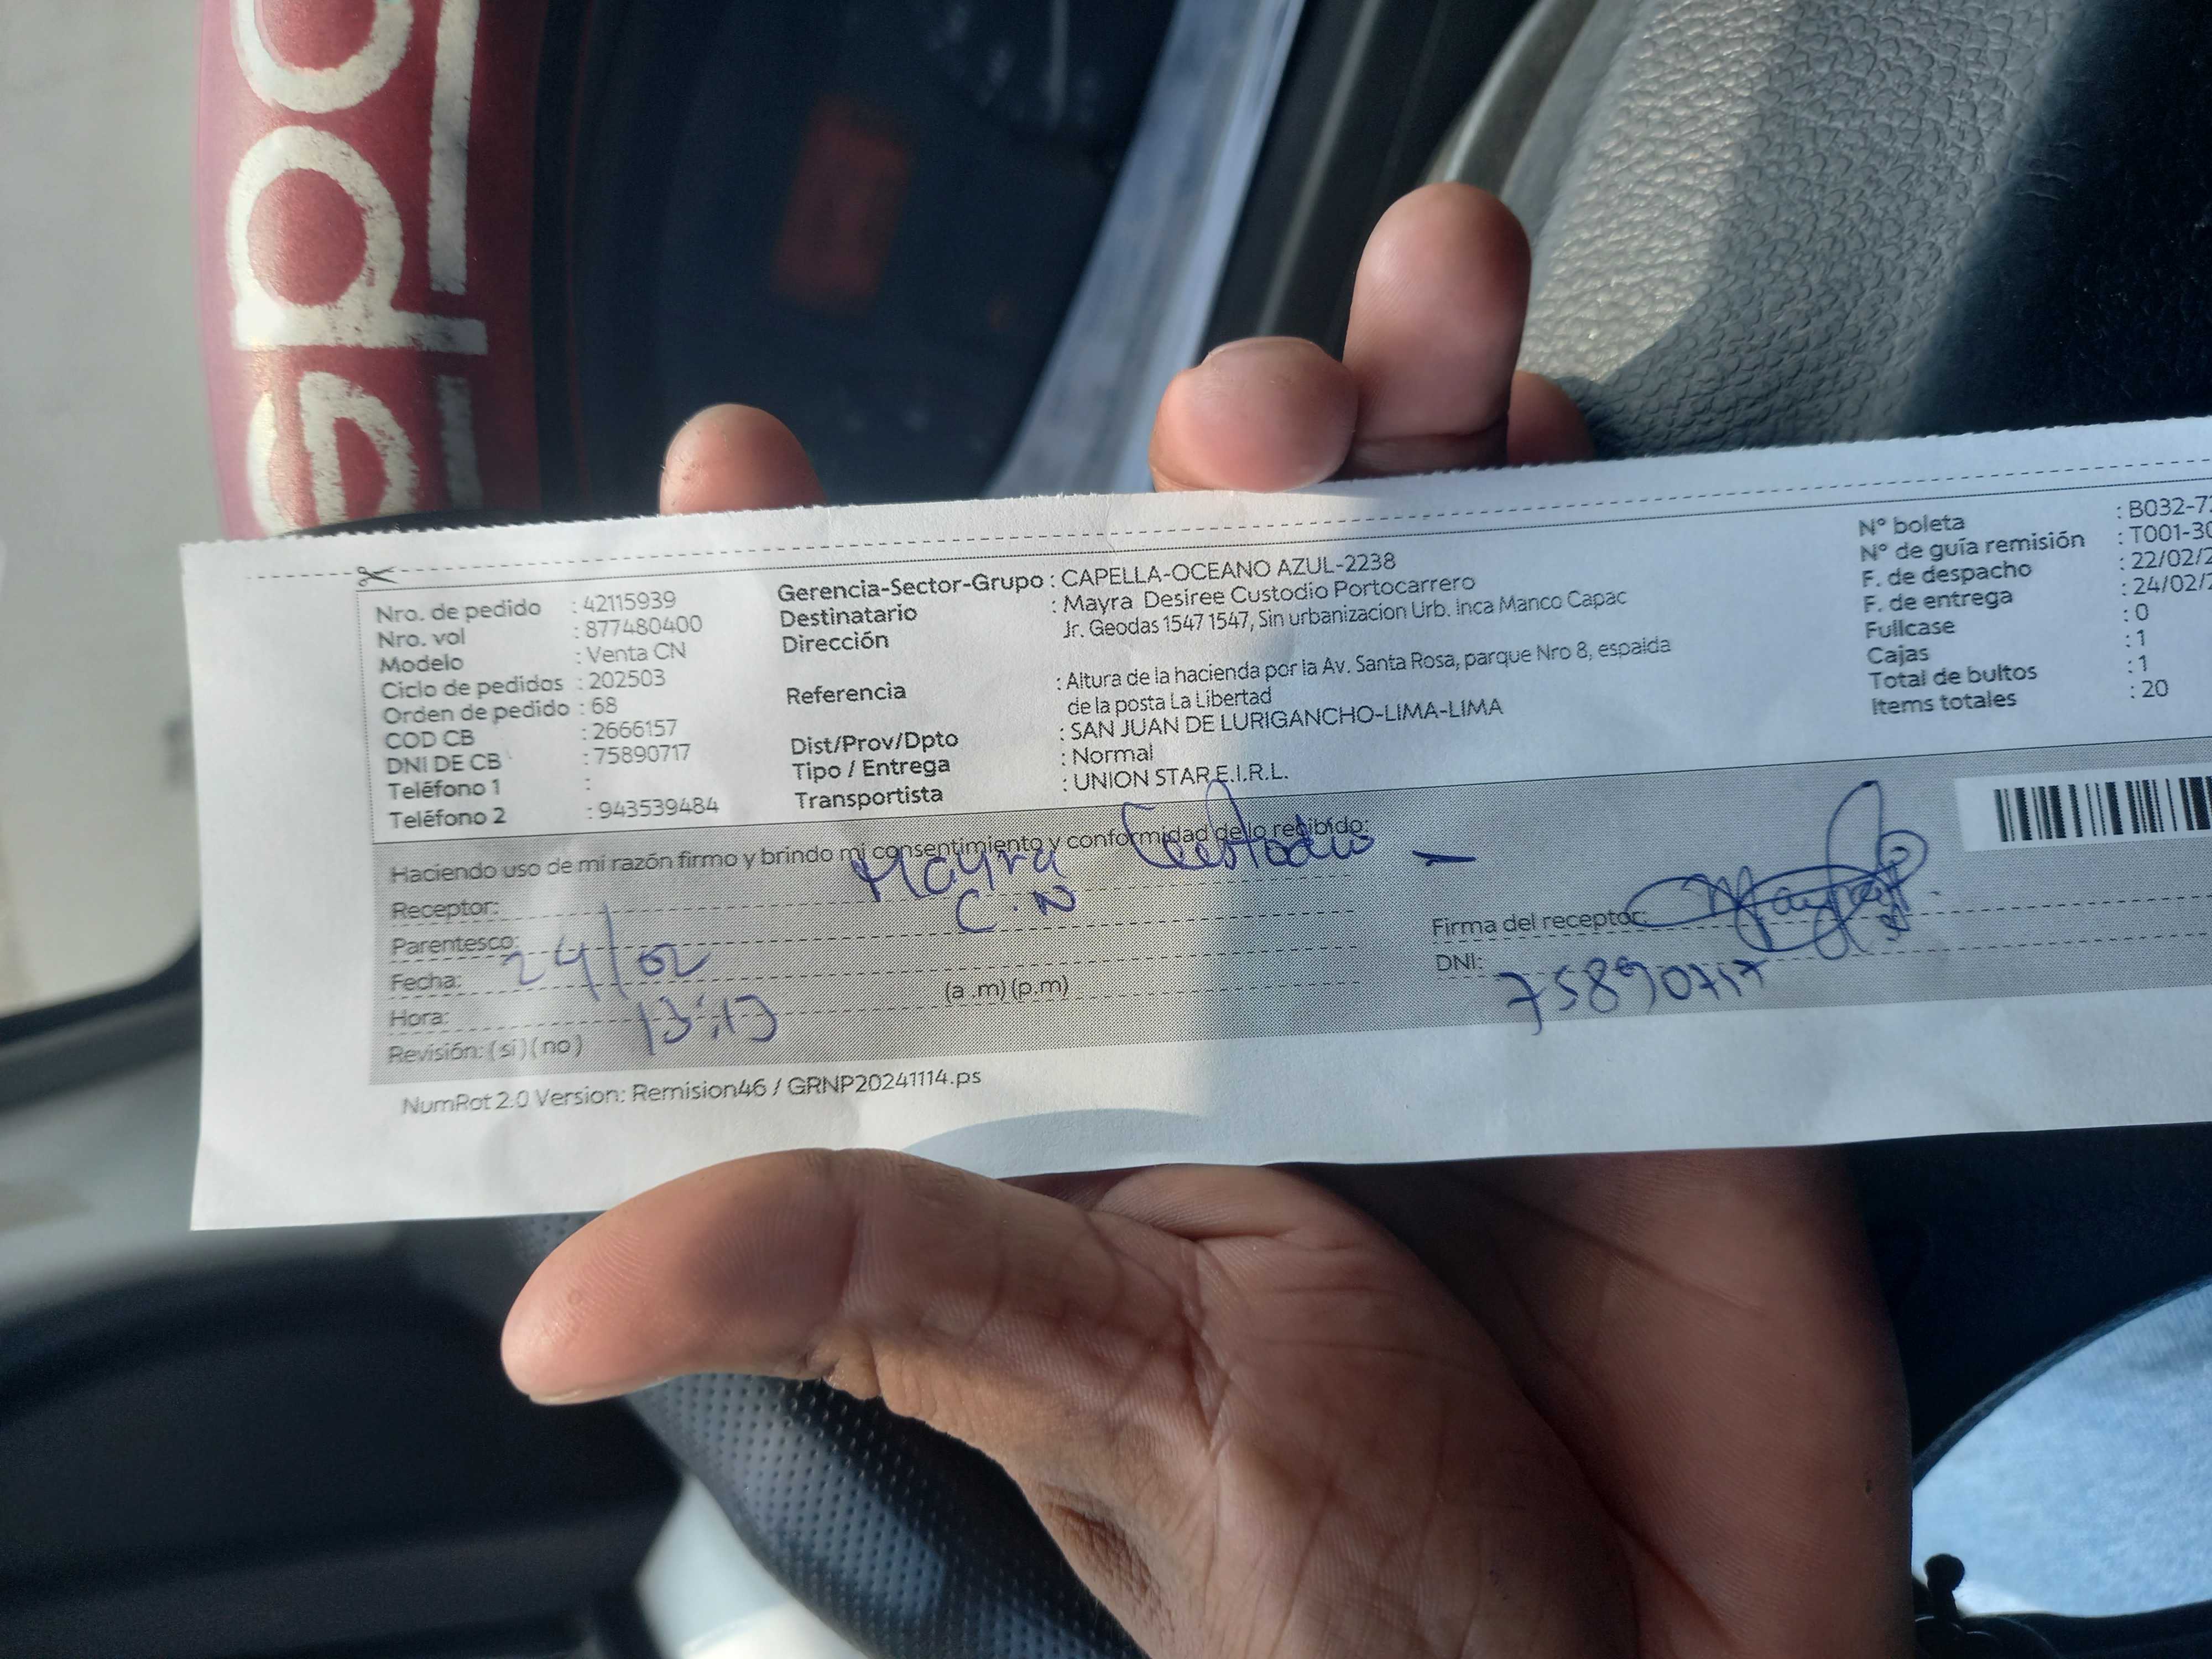 Nro. de pedido : 42115939
Nro. vol : 877480400
Modelo : Venta CN
Ciclo de pedidos : 202503
Orden de pedido : 68
COD CB : 2666157
DNI DE CB : 75890717
Teléfono 1 :
Teléfono 2 : 943539484
Gerencia-Sector-Grupo : CAPELLA-OCEANO AZUL-2238
Destinatario : Mayra Desiree Custodio Portocarrero
Dirección Jr. Geodas 1547 1547, Sin urbanizacion Urb. Inca Manco Capac
Referencia : Altura de la hacienda por la Av. Santa Rosa, parque Nro 8, espalda
de la posta La Libertad
Dist/Prov/Dpto : SAN JUAN DE LURIGANCHO-LIMA-LIMA
Tipo / Entrega : Normal
Transportista : UNION STAR E.I.R.L.
N° boleta : B032-7
N° de guía remisión : T001-30
F. de despacho : 22/02/2
F. de entrega : 24/02/2
Fullcase : 0
Cajas : 1
Total de bultos : 1
Items totales : 20
Haciendo uso de mi razón firmo y brindo mi consentimiento y conformidad de lo recibido:
Receptor: Mayra Custodio
Parentesco: C.N
Fecha: 24/02
Hora: 13:13 (a .m) (p.m)
Revisión: ( si ) ( no )
Firma del receptor:
DNI: 75890717
NumRot 2.0 Version: Remision46 / GRNP20241114.ps